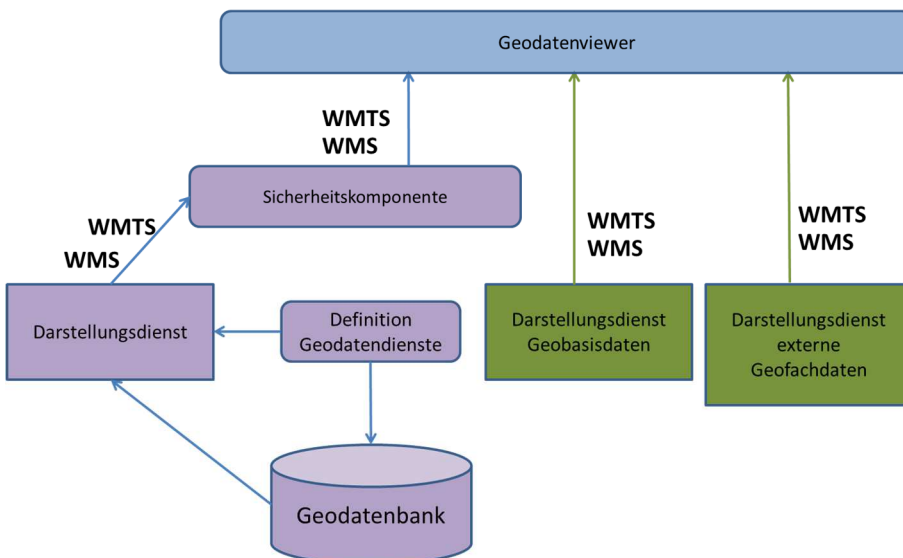 Geodatenviewer
WMTS
WMS
Sicherheitskomponente
WMTS
WMS
WMTS
WMS
WMTS
WMS
Darstellungsdienst
Definition
Geodatendienste
Darstellungsdienst
Geobasisdaten
Darstellungsdienst
externe
Geofachdaten
Geodatenbank